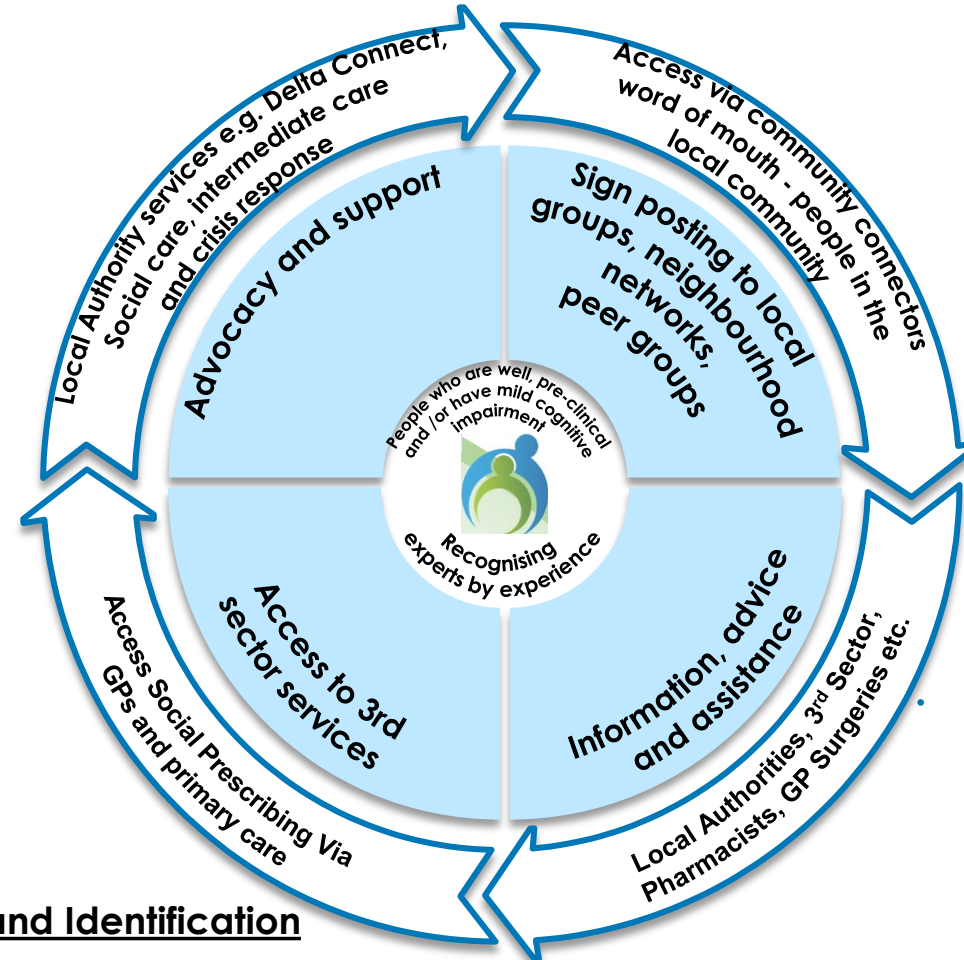 Local Authority services e.g. Delta Connect,
Social care, intermediate care
and crisis response
Access via community connectors
word of mouth - people in the
local community
Advocacy and support
Sign posting to local
groups, neighbourhood
networks,
peer groups
People who are well, pre-clinical
and /or have mild cognitive
impairment
Recognising
experts by experience
Access to 3rd
sector services
Information, advice
and assistance
Access Social Prescribing Via
GPs and primary care
Local Authorities, 3rd Sector,
Pharmacists, GP Surgeries etc.
.
and Identification